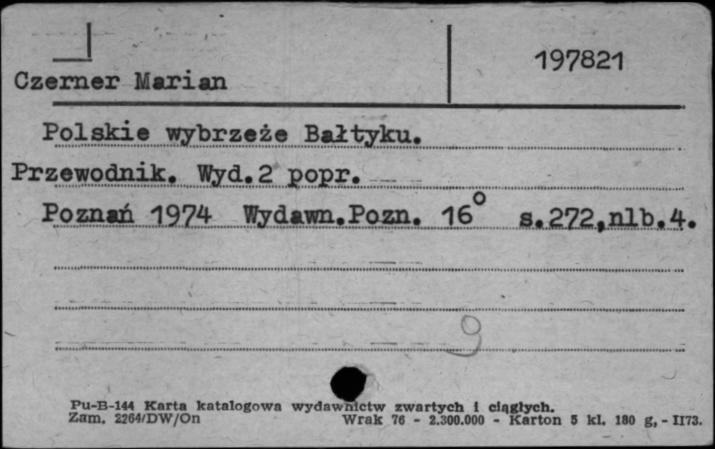 197821
Czerner Marian
Polskie wybrzeże Bałtyku.
Przewodnik. Wyd.2 popr.
Poznań 1974 Wydawn.Pozn. 16° s.272,nlb.4.
9
Pu-B-144 Karta katalogowa wydawnictw zwartych i ciągłych.
Zam. 2264/DW/On Wrak 76 - 2.300.000 - Karton 5 kl. 180 g, - II73.